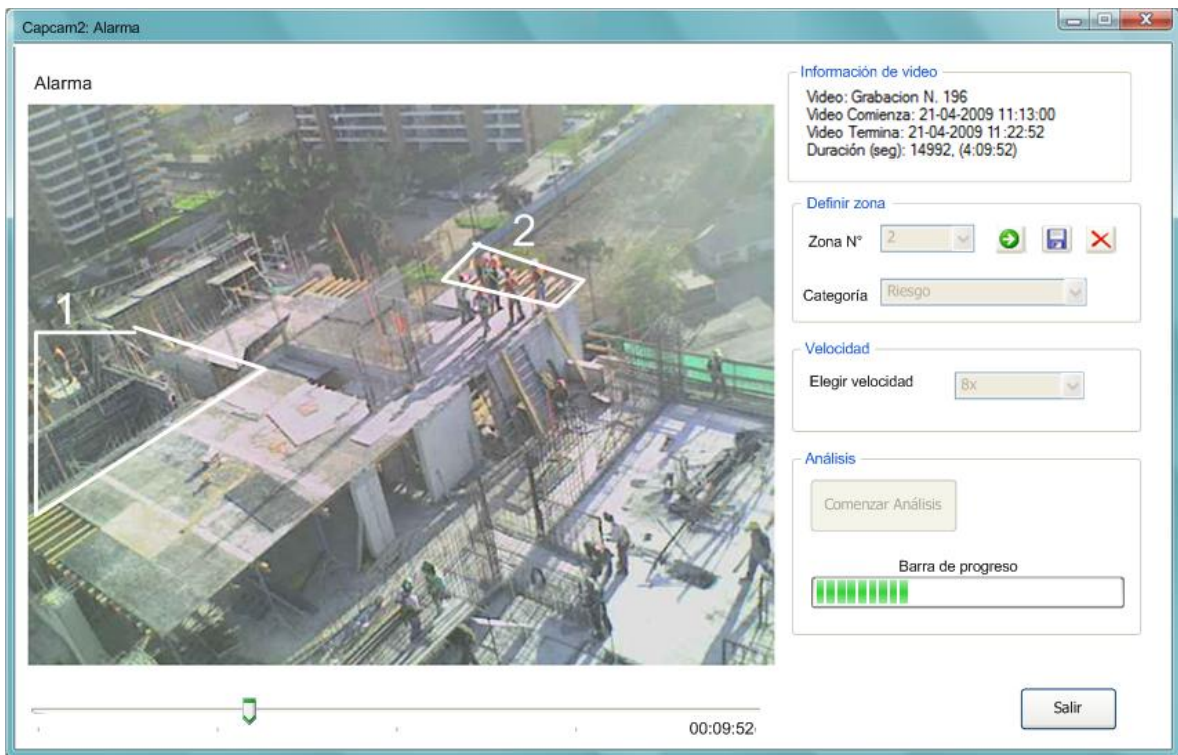 Capcam2: Alarma
Alarma
1
2
Información de video
Video: Grabacion N. 196
Video Comienza: 21-04-2009 11:13:00
Video Termina: 21-04-2009 11:22:52
Duración (seg): 14992, (4:09:52)
Definir zona
Zona N° 2
Categoría Riesgo
Velocidad
Elegir velocidad 8x
Análisis
Comenzar Análisis
Barra de progreso
00:09:52
Salir